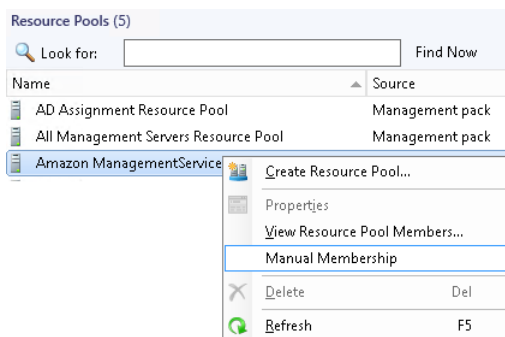 Resource Pools (5)
Look for: Find Now
Name Source
AD Assignment Resource Pool Management pack
All Management Servers Resource Pool Management pack
Amazon ManagementService
Create Resource Pool...
Properties
View Resource Pool Members...
Manual Membership
Delete Del
Refresh F5